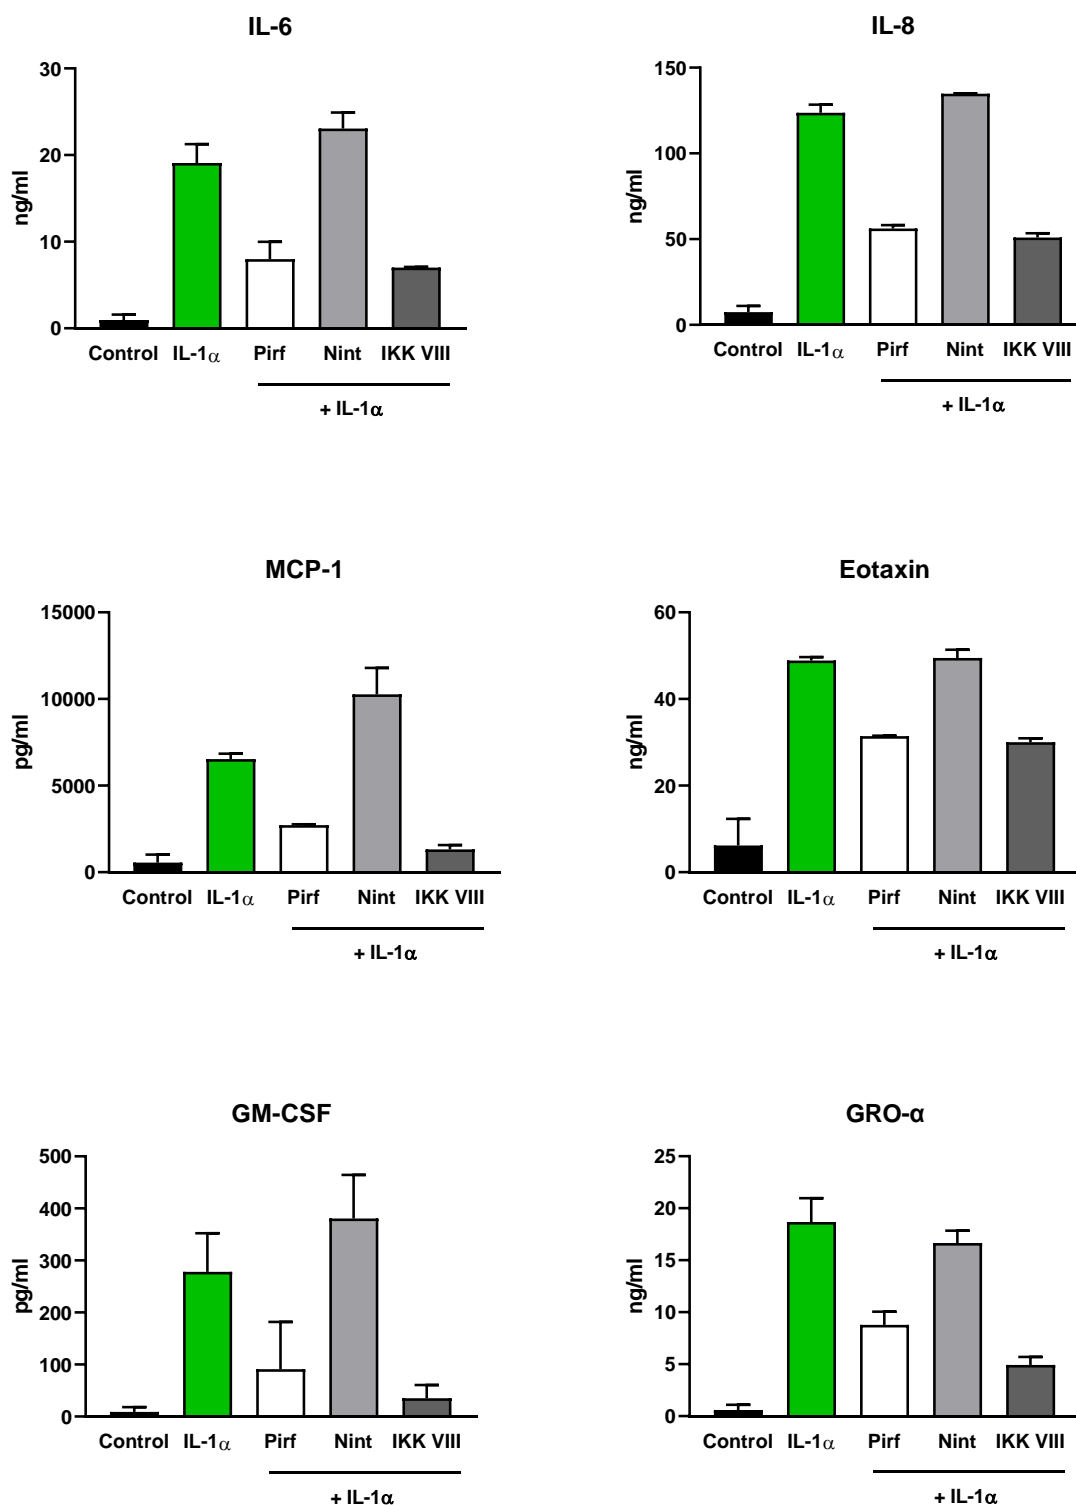 IL-6
30
20
10
0
ng/ml
Control IL-1α Pirf Nint IKK VIII
+ IL-1α
IL-8
150
100
50
0
ng/ml
Control IL-1α Pirf Nint IKK VIII
+ IL-1α
MCP-1
15000
10000
5000
0
pg/ml
Control IL-1α Pirf Nint IKK VIII
+ IL-1α
Eotaxin
60
40
20
0
ng/ml
Control IL-1α Pirf Nint IKK VIII
+ IL-1α
GM-CSF
500
400
300
200
100
0
pg/ml
Control IL-1α Pirf Nint IKK VIII
+ IL-1α
GRO-α
25
20
15
10
5
0
ng/ml
Control IL-1α Pirf Nint IKK VIII
+ IL-1α